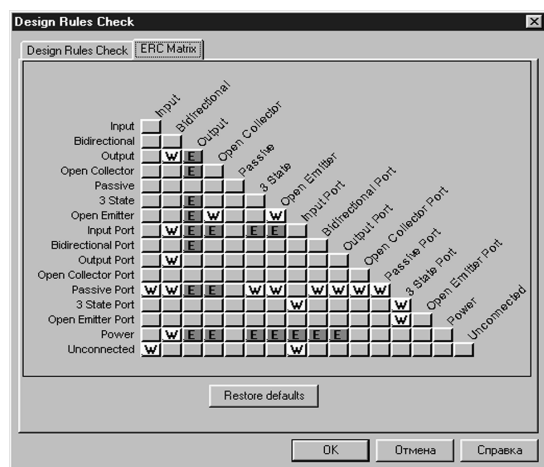 Design Rules Check
Design Rules Check
ERC Matrix
Input
Bidirectional
Output
Open Collector
Passive
3 State
Open Emitter
Input Port
Bidirectional Port
Output Port
Open Collector Port
Passive Port
3 State Port
Open Emitter Port
Power
Unconnected
Input
Bidirectional
Output W E
Open Collector E
Passive
3 State E
Open Emitter E W W
Input Port W E E E E
Bidirectional Port E
Output Port W
Open Collector Port
Passive Port W W E E W W W W W W
3 State Port W W
Open Emitter Port W
Power W E E E E E E E
Unconnected W W
Restore defaults
OK
Отмена
Справка